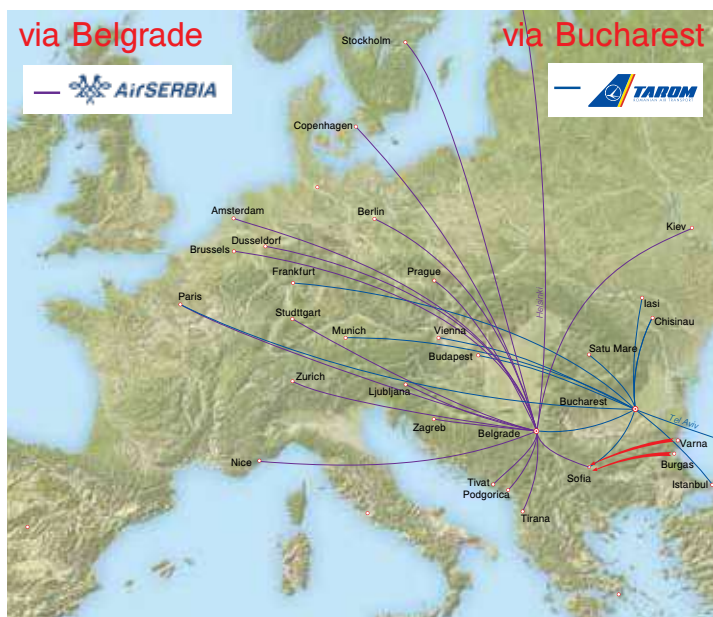 via Belgrade
via Bucharest
AirSERBIA
TAROM
ROMANIAN AIR TRANSPORT
Stockholm
Copenhagen
Amsterdam
Berlin
Dusseldorf
Brussels
Kiev
Frankfurt
Prague
Helsinki
Paris
Iasi
Studttgart
Chisinau
Munich
Vienna
Budapest
Satu Mare
Zurich
Ljubljana
Bucharest
Zagreb
Belgrade
Tel Aviv
Varna
Nice
Burgas
Sofia
Tivat
Istanbul
Podgorica
Tirana